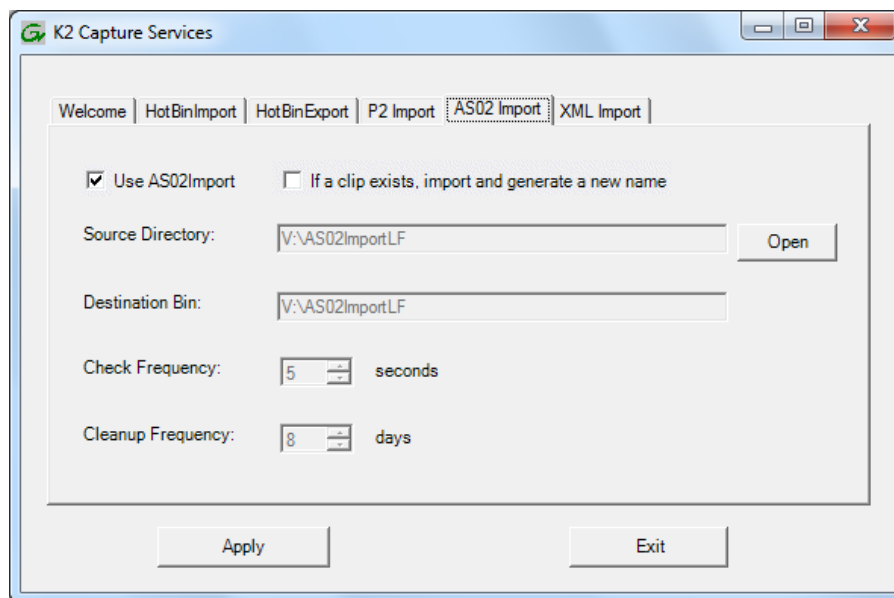 K2 Capture Services
Welcome HotBinImport HotBinExport P2 Import AS02 Import XML Import
Use AS02Import If a clip exists, import and generate a new name
Source Directory: V:\AS02ImportLF Open
Destination Bin: V:\AS02ImportLF
Check Frequency: 5 seconds
Cleanup Frequency: 8 days
Apply Exit